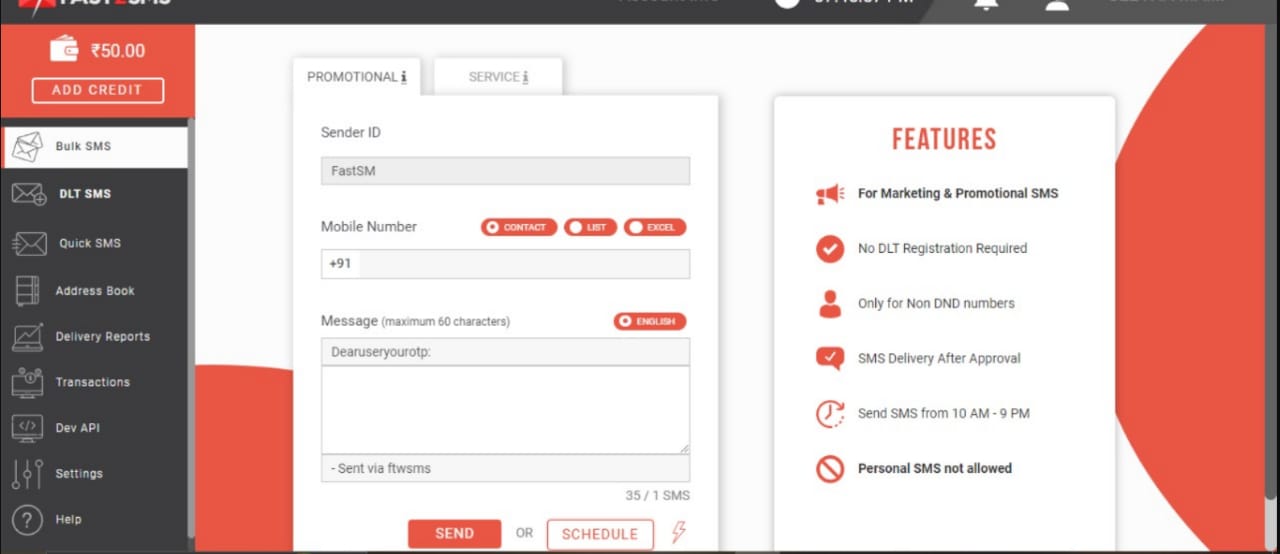 FAST2SMS
₹50.00
ADD CREDIT
Bulk SMS
DLT SMS
Quick SMS
Address Book
Delivery Reports
Transactions
Dev API
Settings
Help
PROMOTIONAL i
SERVICE i
Sender ID
FastSM
Mobile Number
CONTACT
LIST
EXCEL
+91
Message (maximum 60 characters)
ENGLISH
Dearuseryourotp:
- Sent via ftwsms
35 / 1 SMS
SEND OR SCHEDULE
FEATURES
For Marketing & Promotional SMS
No DLT Registration Required
Only for Non DND numbers
SMS Delivery After Approval
Send SMS from 10 AM - 9 PM
Personal SMS not allowed